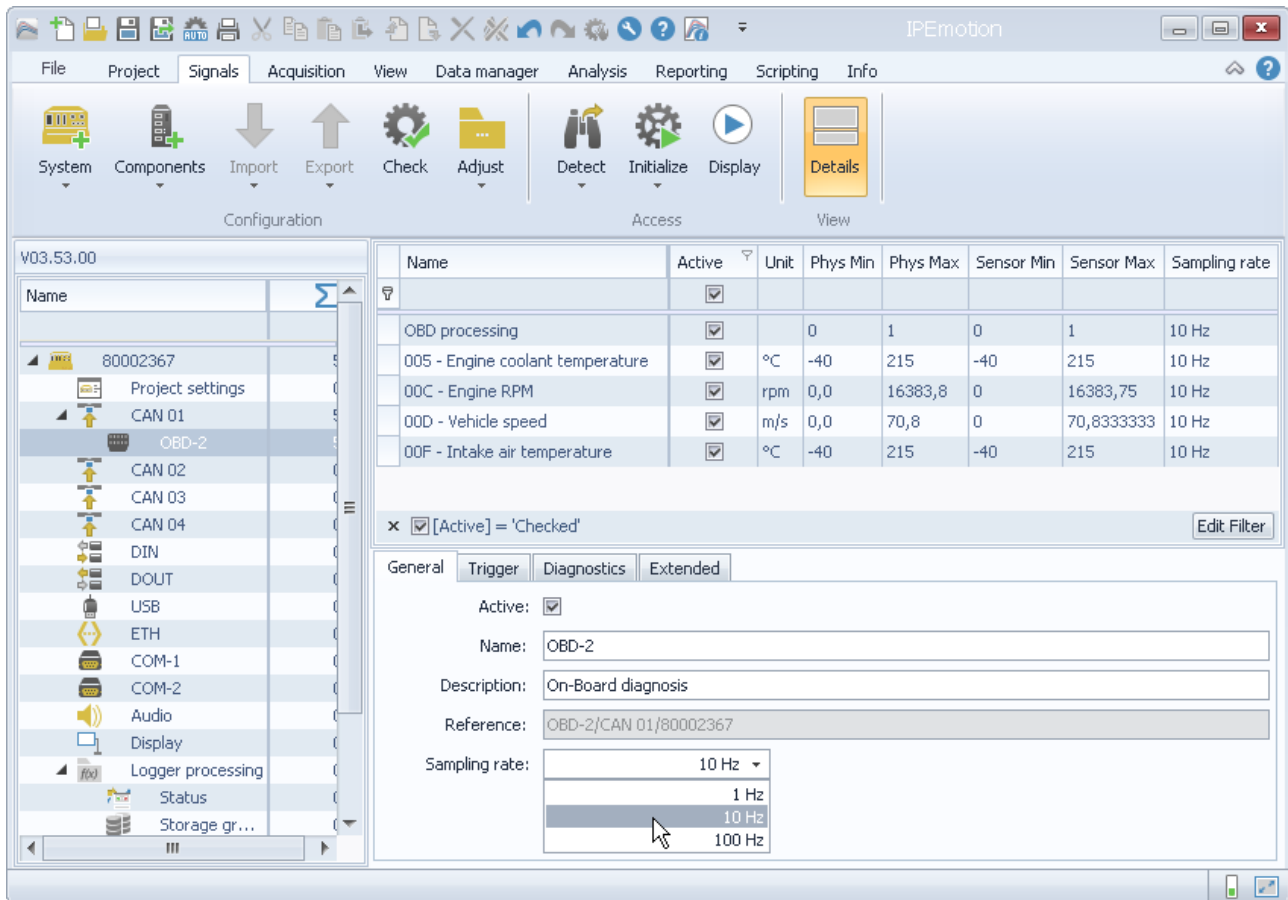 AUTO IPEmotion
File Project Signals Acquisition View Data manager Analysis Reporting Scripting Info
System Components Import Export Check Adjust Detect Initialize Display Details
Configuration Access View
V03.53.00
Name
80002367
Project settings
CAN 01
OBD-2
CAN 02
CAN 03
CAN 04
DIN
DOUT
USB
ETH
COM-1
COM-2
Audio
Display
f(x) Logger processing
Status
Storage gr...
Name Active Unit Phys Min Phys Max Sensor Min Sensor Max Sampling rate
OBD processing 0 1 0 1 10 Hz
005 - Engine coolant temperature °C -40 215 -40 215 10 Hz
00C - Engine RPM rpm 0,0 16383,8 0 16383,75 10 Hz
00D - Vehicle speed m/s 0,0 70,8 0 70,8333333 10 Hz
00F - Intake air temperature °C -40 215 -40 215 10 Hz
[Active] = 'Checked' Edit Filter
General Trigger Diagnostics Extended
Active:
Name: OBD-2
Description: On-Board diagnosis
Reference: OBD-2/CAN 01/80002367
Sampling rate: 10 Hz
1 Hz
10 Hz
100 Hz